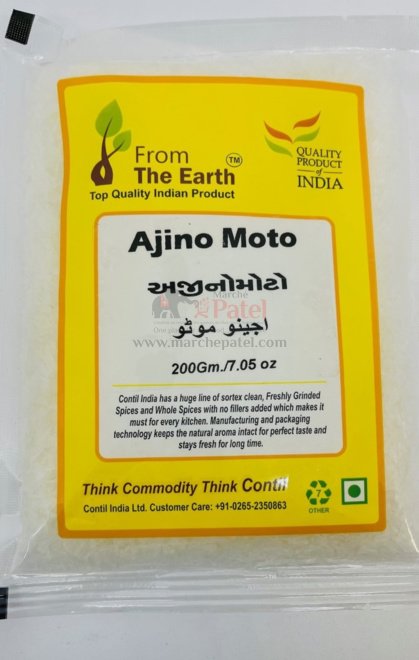 From
The Earth
TM
Top Quality Indian Product
QUALITY
PRODUCT
of
INDIA
Ajino Moto
અજીનોમોટો
Marché
Patel
اجينو موٹو
www.marchepatel.com
200Gm./7.05 oz
Contil India has a huge line of sortex clean, Freshly Grinded
Spices and Whole Spices with no fillers added which makes it
must for every kitchen. Manufacturing and packaging
technology keeps the natural aroma intact for perfect taste and
stays fresh for long time.
Think Commodity Think Contil
Contil India Ltd. Customer Care: +91-0265-2350863
7
OTHER